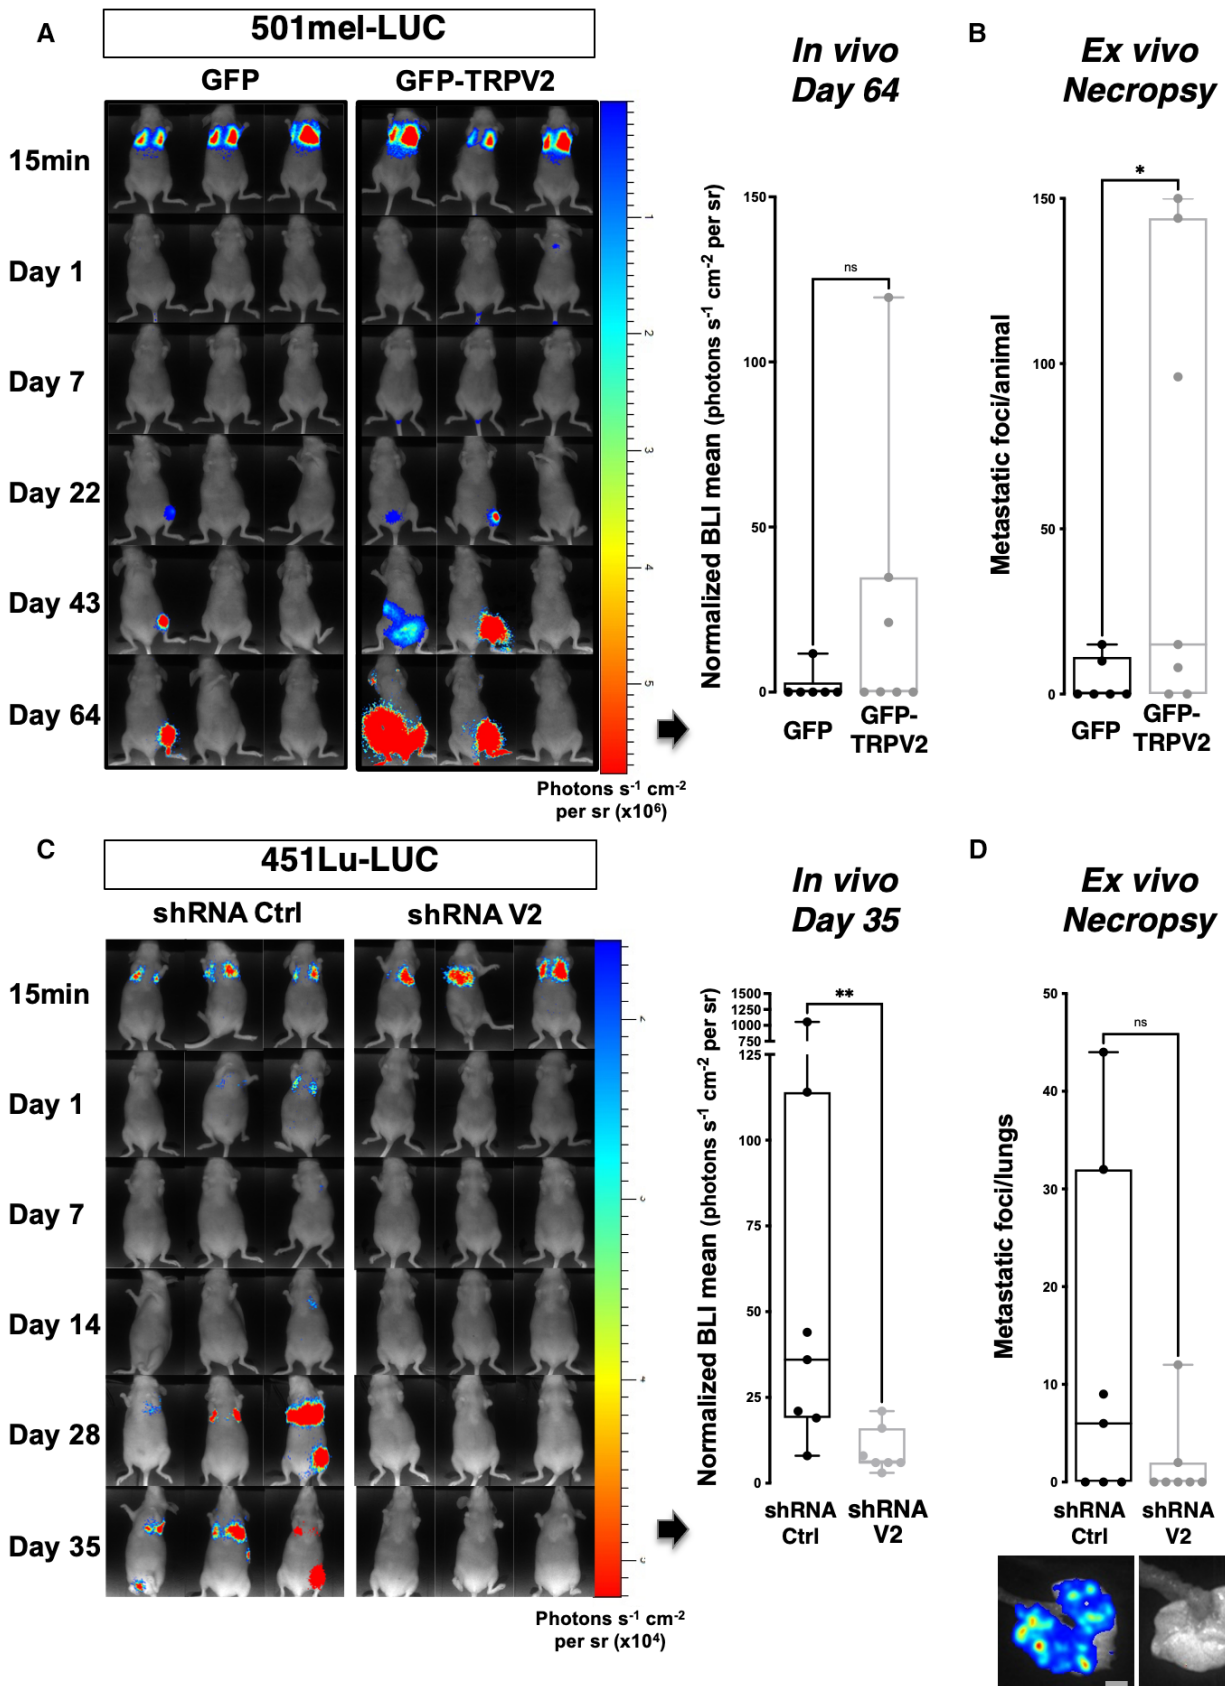 A
501mel-LUC
GFP
GFP-TRPV2
15min
Day 1
Day 7
Day 22
Day 43
Day 64
1
2
3
4
5
Photons s⁻¹ cm⁻²
per sr (x10⁶)
In vivo
Day 64
Normalized BLI mean (photons s⁻¹ cm⁻² per sr)
150
100
50
0
ns
GFP
GFP-
TRPV2
B
Ex vivo
Necropsy
Metastatic foci/animal
150
100
50
0
*
GFP
GFP-
TRPV2
C
451Lu-LUC
shRNA Ctrl
shRNA V2
15min
Day 1
Day 7
Day 14
Day 28
Day 35
4
Photons s⁻¹ cm⁻²
per sr (x10⁴)
In vivo
Day 35
Normalized BLI mean (photons s⁻¹ cm⁻² per sr)
1500
1250
1000
750
125
100
75
50
25
0
**
shRNA
Ctrl
shRNA
V2
D
Ex vivo
Necropsy
Metastatic foci/lungs
50
40
30
20
10
0
ns
shRNA
Ctrl
shRNA
V2